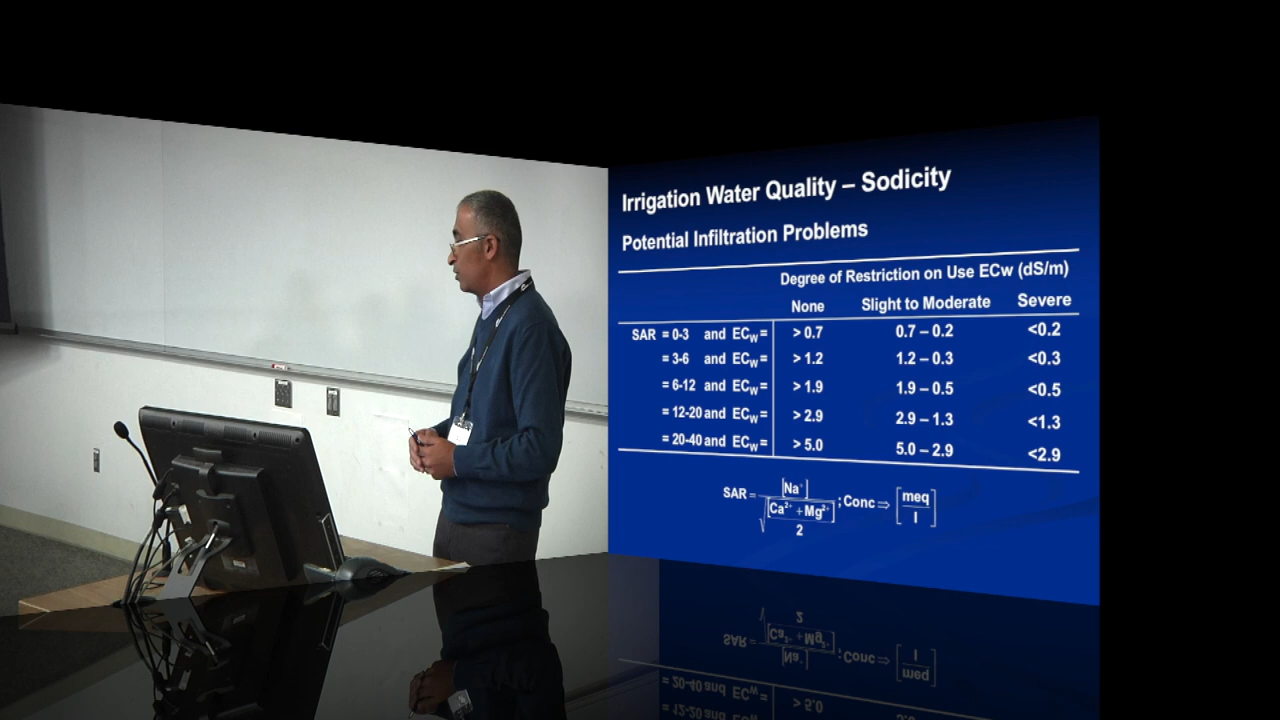 Irrigation Water Quality – Sodicity
Potential Infiltration Problems
Degree of Restriction on Use ECw (dS/m)
None Slight to Moderate Severe
SAR = 0-3 and ECW = > 0.7 0.7 – 0.2 <0.2
= 3-6 and ECW = > 1.2 1.2 – 0.3 <0.3
= 6-12 and ECW = > 1.9 1.9 – 0.5 <0.5
= 12-20 and ECW = > 2.9 2.9 – 1.3 <1.3
= 20-40 and ECW = > 5.0 5.0 – 2.9 <2.9
SAR = [Na⁺] / √([Ca²⁺ + Mg²⁺] / 2) ; Conc ⇒ [meq / l]